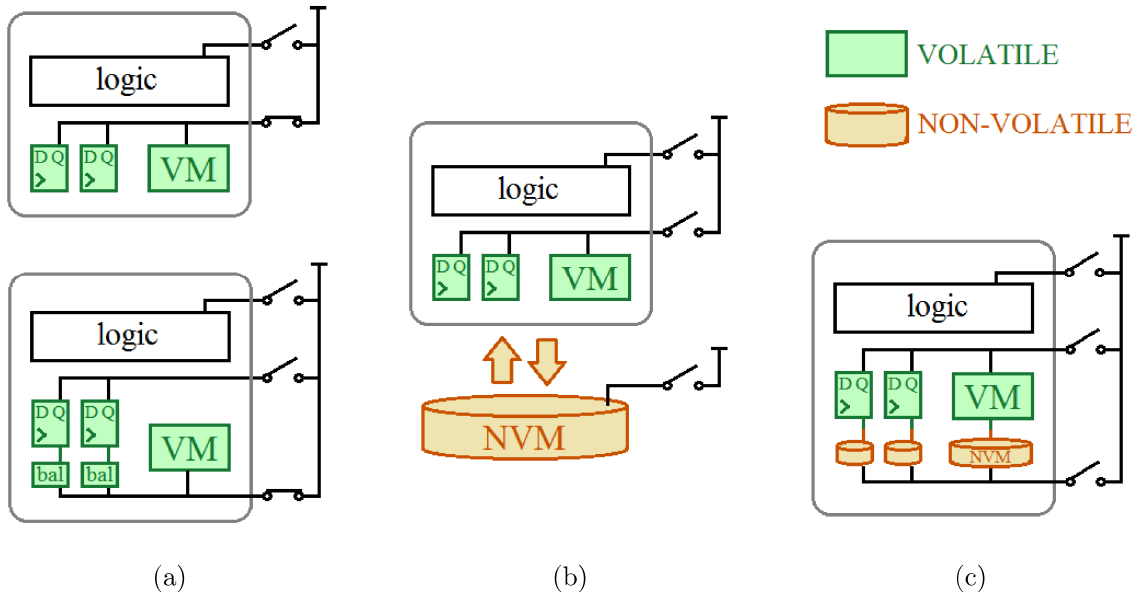 logic
D Q
D Q
VM
logic
D Q
D Q
VM
bal
bal
(a)
logic
D Q
D Q
VM
NVM
(b)
VOLATILE
NON-VOLATILE
logic
D Q
D Q
VM
NVM
(c)